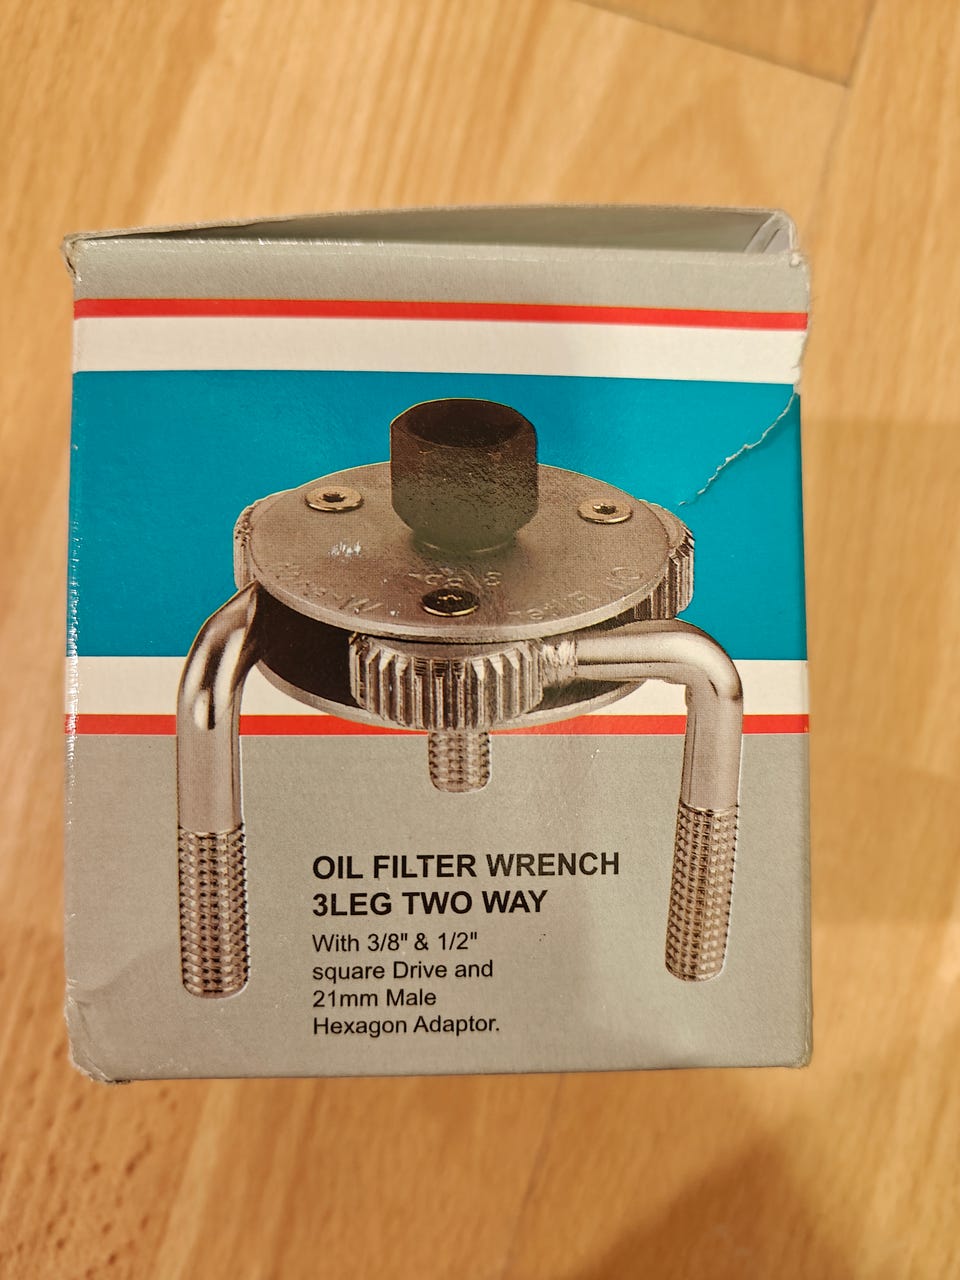 OIL FILTER WRENCH
3LEG TWO WAY
With 3/8" & 1/2"
square Drive and
21mm Male
Hexagon Adaptor.